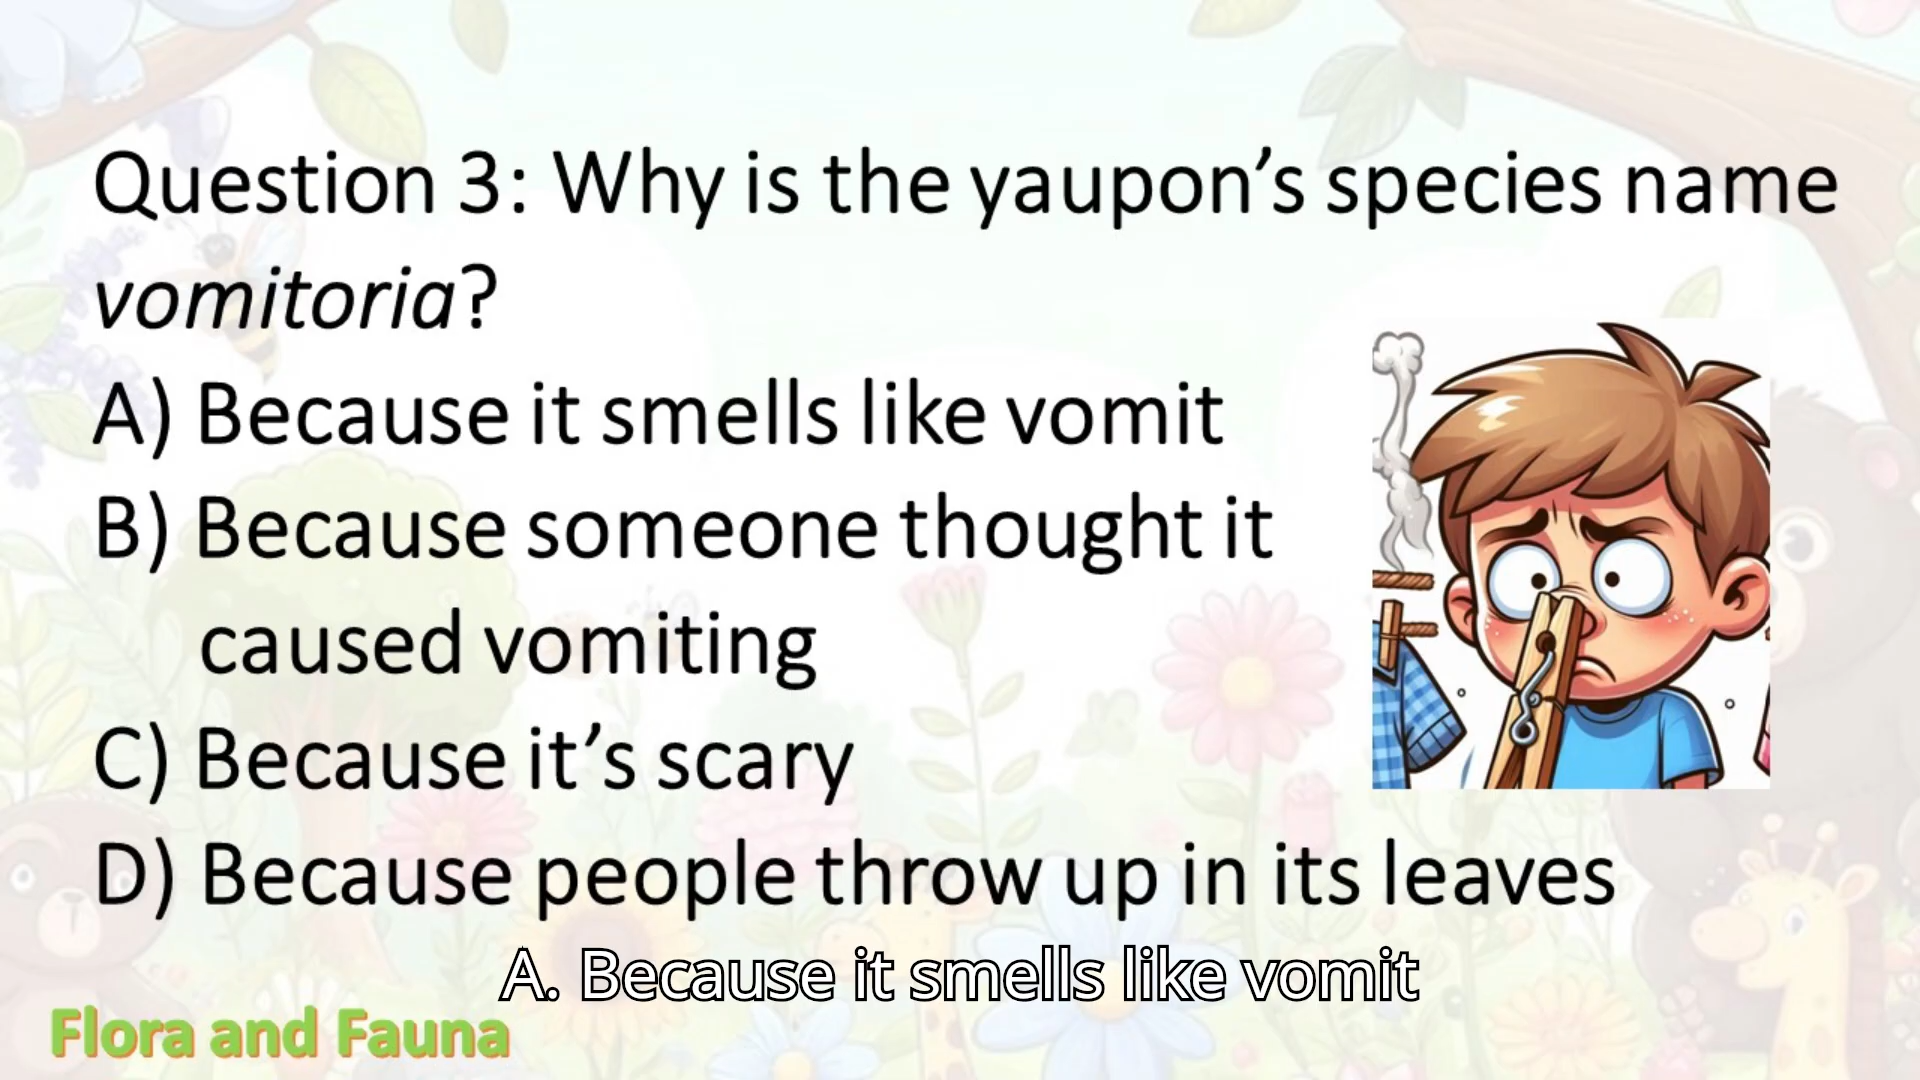 Question 3: Why is the yaupon’s species name
vomitoria?
A) Because it smells like vomit
B) Because someone thought it
caused vomiting
C) Because it’s scary
D) Because people throw up in its leaves
A. Because it smells like vomit
Flora and Fauna